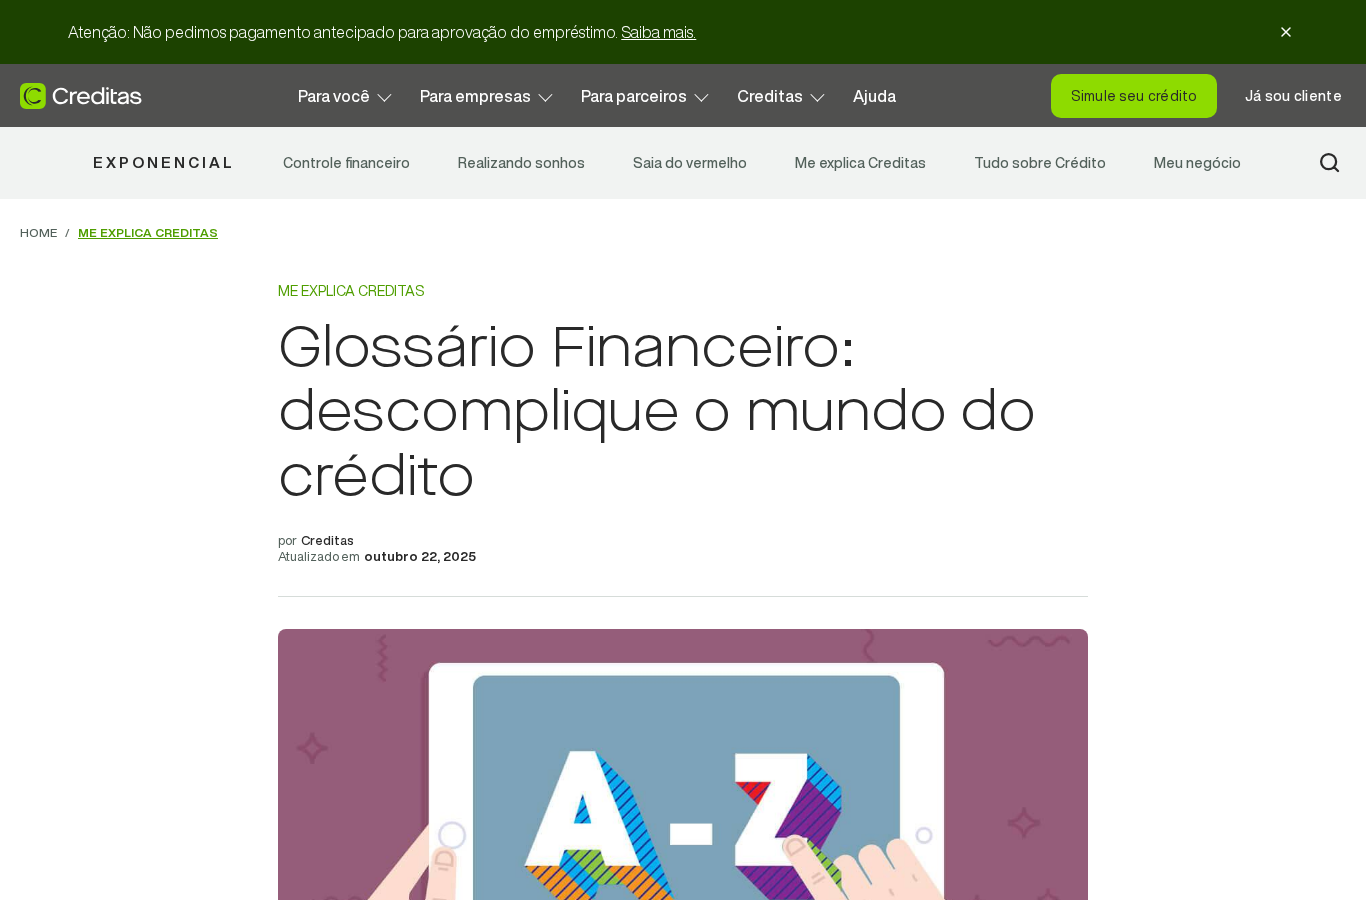 Atenção: Não pedimos pagamento antecipado para aprovação do empréstimo. Saiba mais.
Creditas
Para você
Para empresas
Para parceiros
Creditas
Ajuda
Simule seu crédito
Já sou cliente
EXPONENCIAL
Controle financeiro
Realizando sonhos
Saia do vermelho
Me explica Creditas
Tudo sobre Crédito
Meu negócio
HOME / ME EXPLICA CREDITAS
ME EXPLICA CREDITAS
Glossário Financeiro:
descomplique o mundo do
crédito
por Creditas
Atualizado em outubro 22, 2025
A-Z